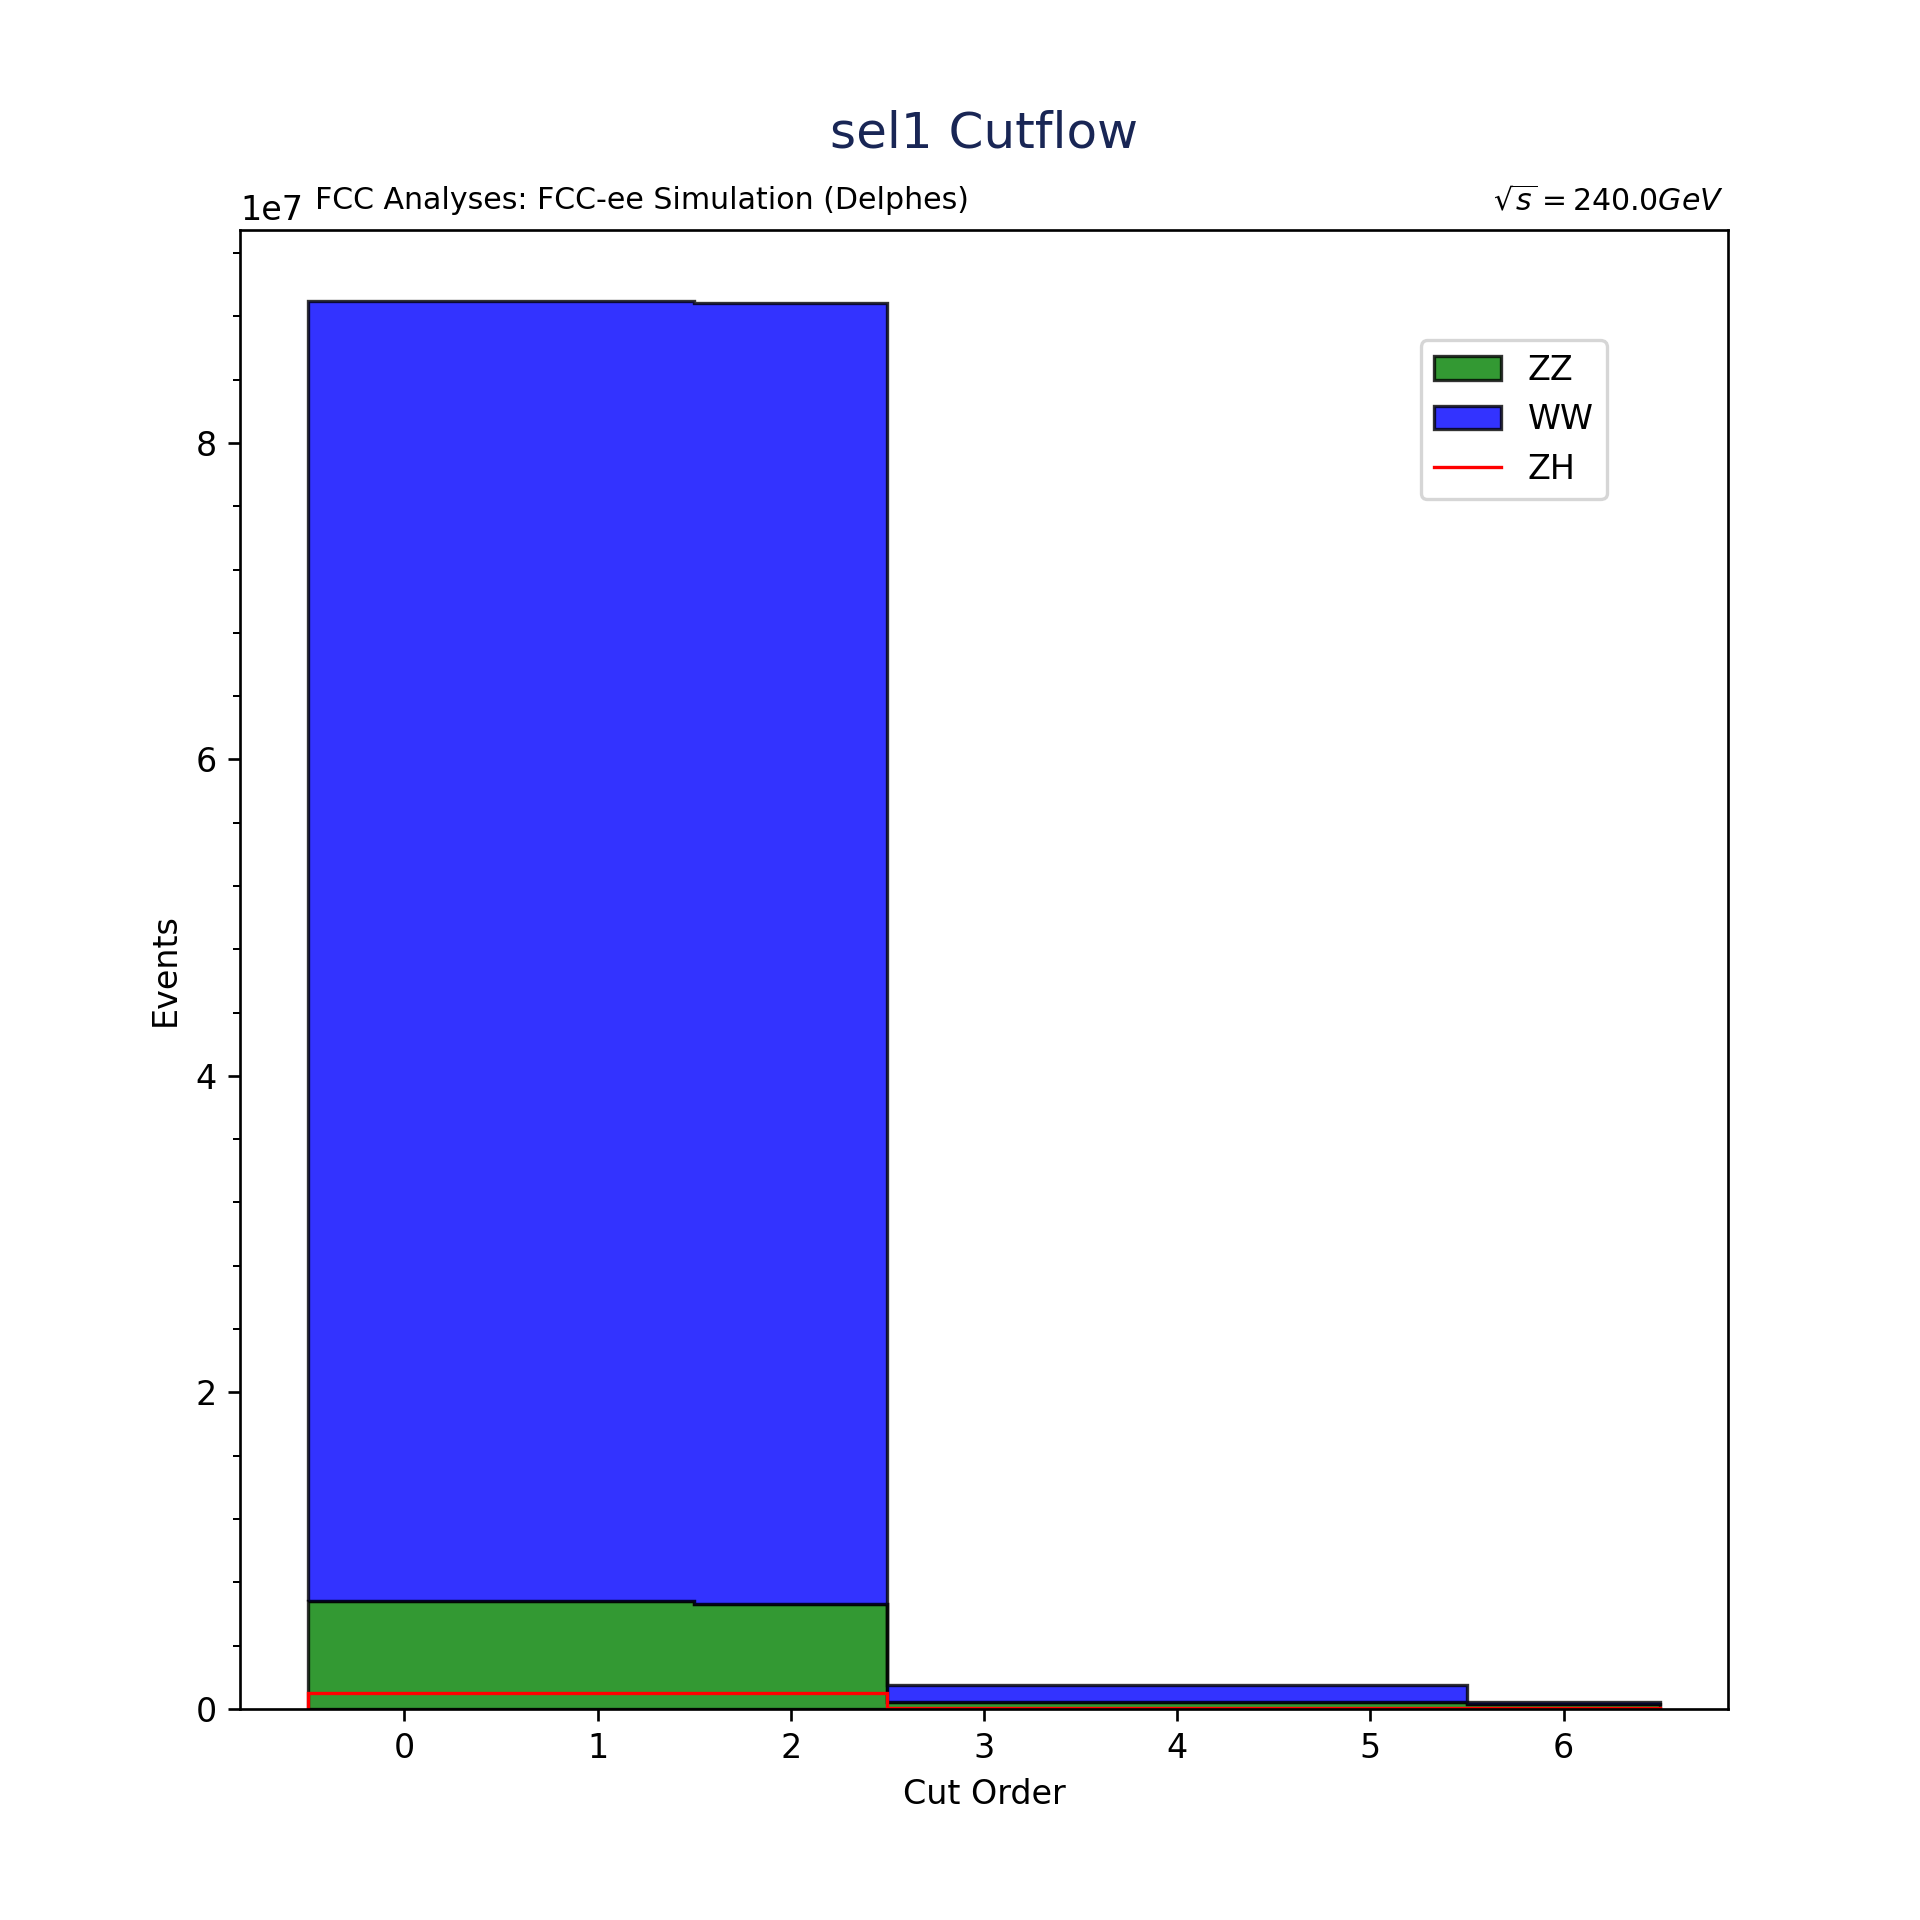 sel1 Cutflow
1e7 FCC Analyses: FCC-ee Simulation (Delphes) √s = 240.0GeV
ZZ
WW
ZH
8
6
4
2
0
Events
0 1 2 3 4 5 6
Cut Order